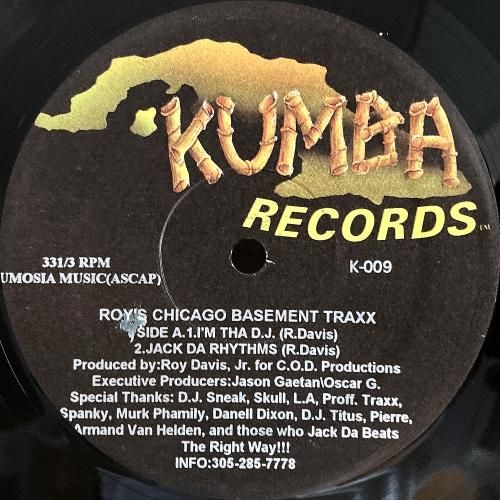 KUMBA
RECORDS
331/3 RPM
UMOSIA MUSIC(ASCAP)
K-009
ROY'S CHICAGO BASEMENT TRAXX
SIDE A.1.I'M THA D.J. (R.Davis)
2.JACK DA RHYTHMS (R.Davis)
Produced by:Roy Davis, Jr. for C.O.D. Productions
Executive Producers:Jason Gaetan\Oscar G.
Special Thanks: D.J. Sneak, Skull, L.A, Proff. Traxx,
Spanky, Murk Phamily, Danell Dixon, D.J. Titus, Pierre,
Armand Van Helden, and those who Jack Da Beats
The Right Way!!!
INFO:305-285-7778